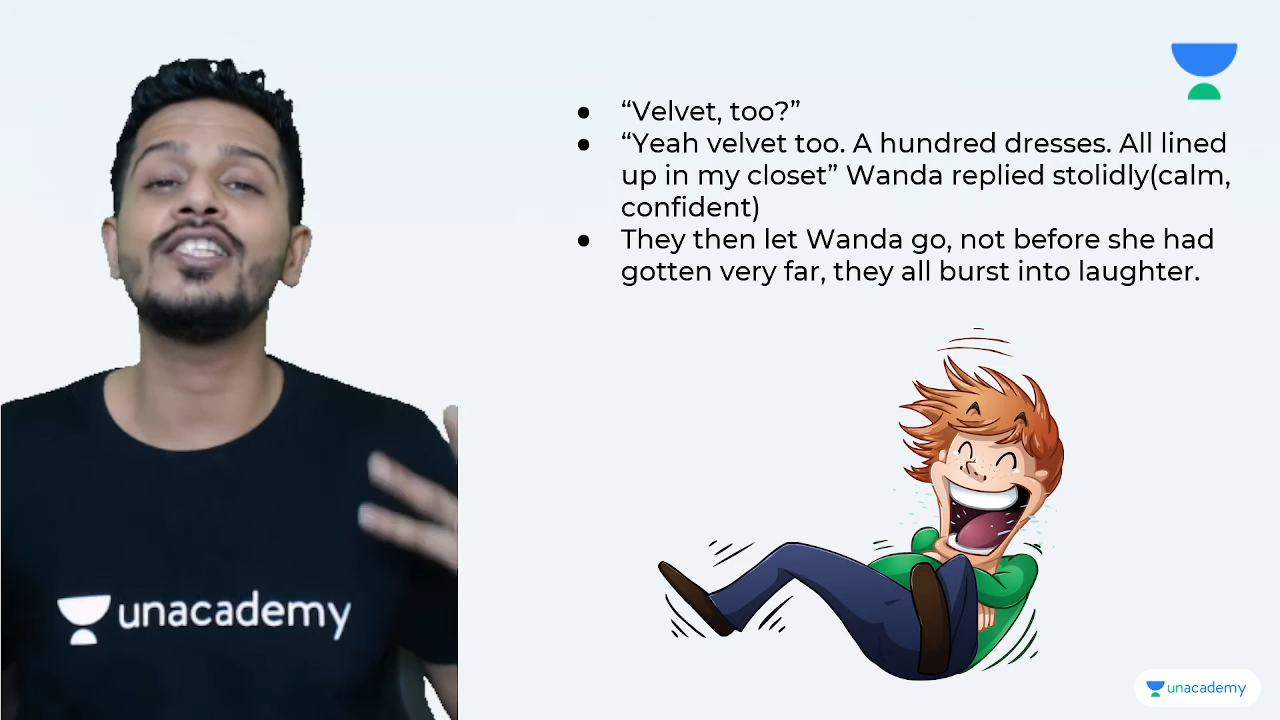 ● “Velvet, too?”
● “Yeah velvet too. A hundred dresses. All lined
up in my closet” Wanda replied stolidly(calm,
confident)
● They then let Wanda go, not before she had
gotten very far, they all burst into laughter.
unacademy
unacademy